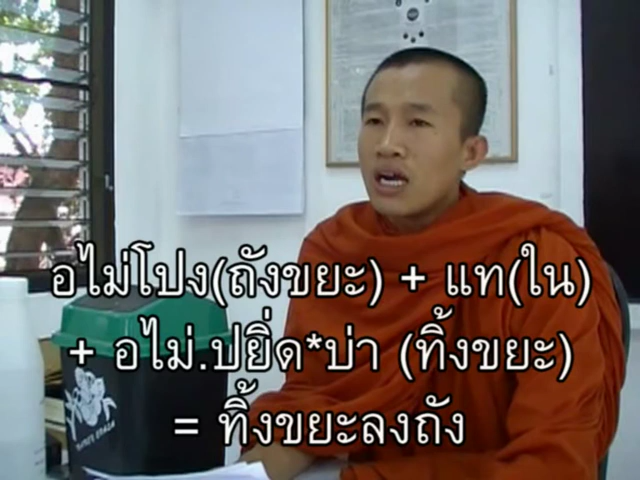 อไม่โปง(ถังขยะ) + แท(ใน)
+ อไม่.ปยิ่ด*บ่า (ทิ้งขยะ)
= ทิ้งขยะลงถัง